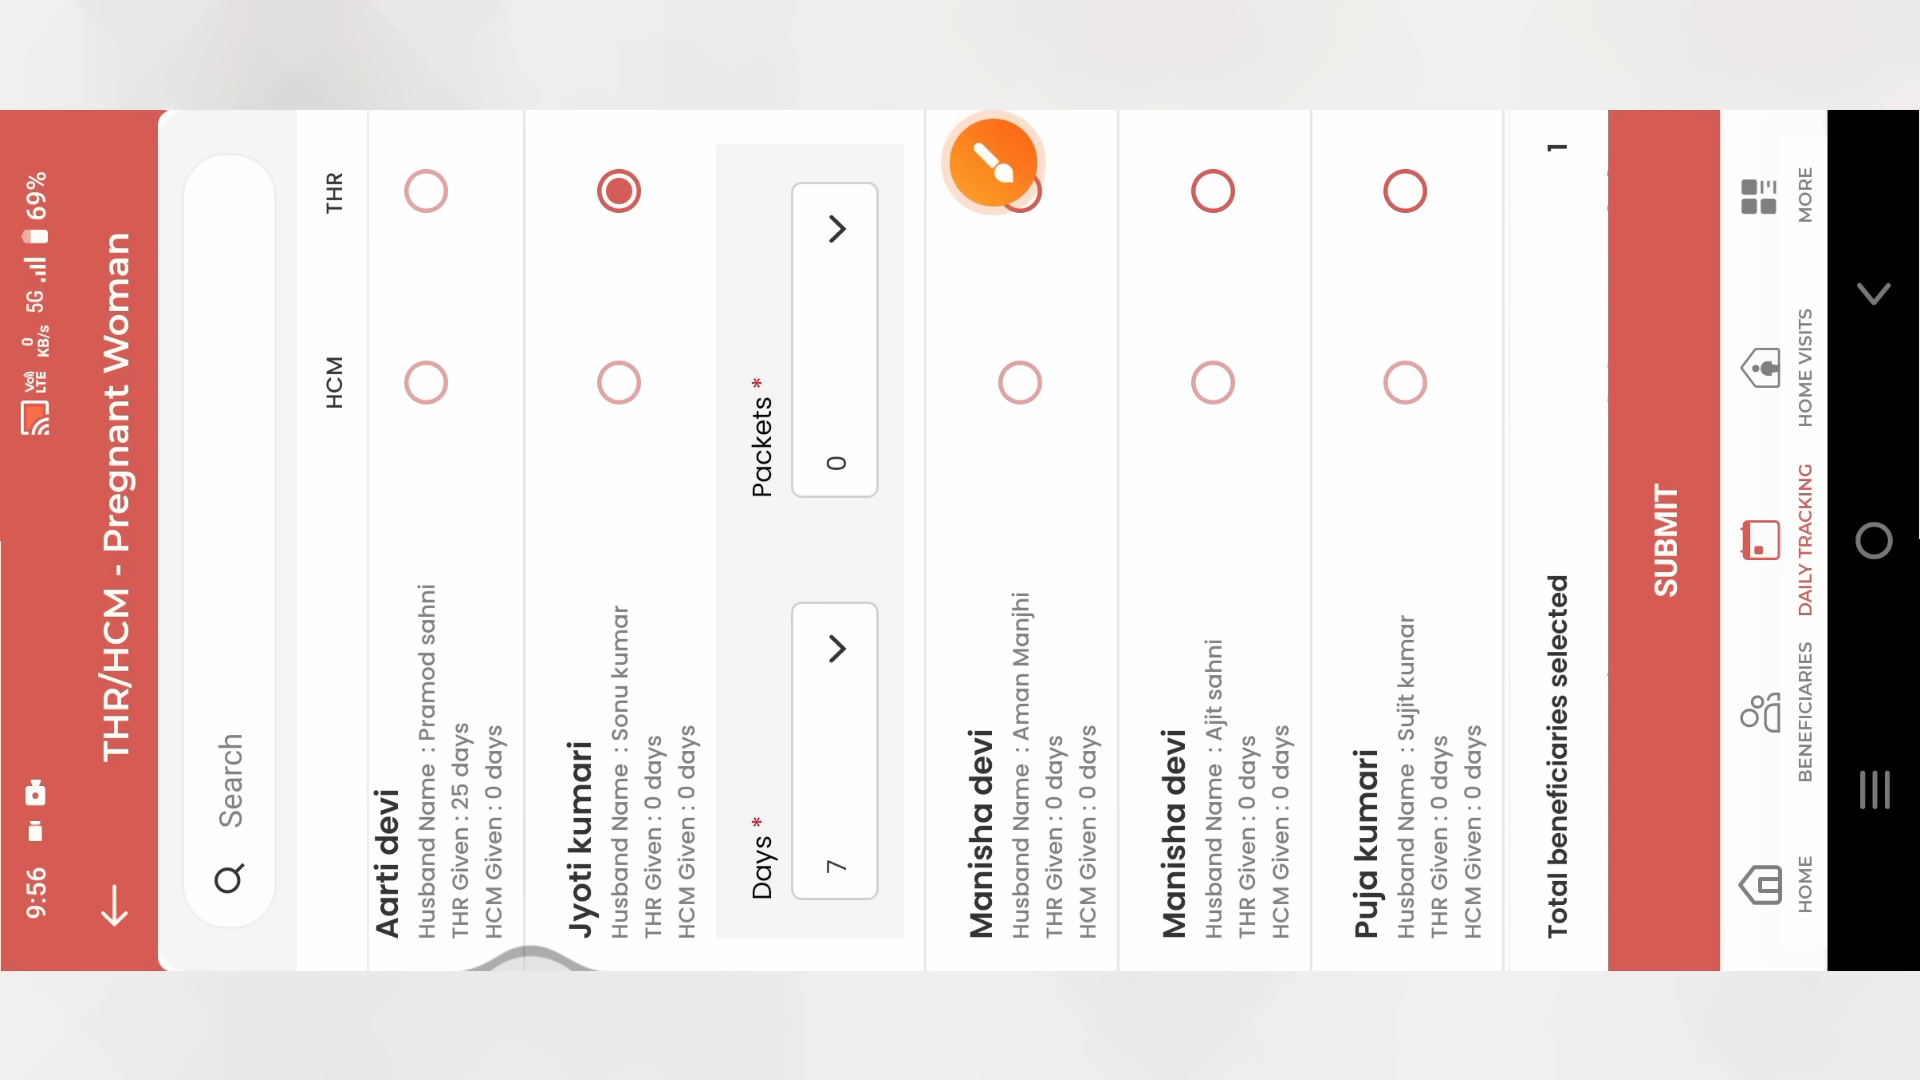 9:56 Vo) LTE 0 KB/s 5G 69%
THR/HCM - Pregnant Woman
Search
HCM THR
Aarti devi
Husband Name : Pramod sahni
THR Given : 25 days
HCM Given : 0 days
Jyoti kumari
Husband Name : Sonu kumar
THR Given : 0 days
HCM Given : 0 days
Days * Packets *
7 0
Manisha devi
Husband Name : Aman Manjhi
THR Given : 0 days
HCM Given : 0 days
Manisha devi
Husband Name : Ajit sahni
THR Given : 0 days
HCM Given : 0 days
Puja kumari
Husband Name : Sujit kumar
THR Given : 0 days
HCM Given : 0 days
Total beneficiaries selected 1
SUBMIT
HOME BENEFICIARIES DAILY TRACKING HOME VISITS MORE